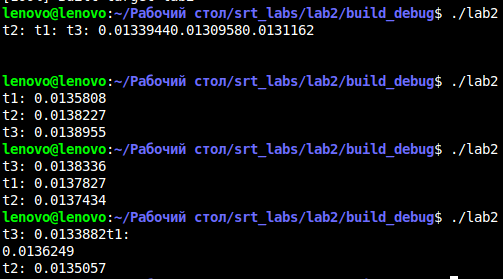 lenovo@lenovo:~/Рабочий стол/srt_labs/lab2/build_debug$ ./lab2
t2: t1: t3: 0.01339440.01309580.0131162
lenovo@lenovo:~/Рабочий стол/srt_labs/lab2/build_debug$ ./lab2
t1: 0.0135808
t2: 0.0138227
t3: 0.0138955
lenovo@lenovo:~/Рабочий стол/srt_labs/lab2/build_debug$ ./lab2
t3: 0.0138336
t1: 0.0137827
t2: 0.0137434
lenovo@lenovo:~/Рабочий стол/srt_labs/lab2/build_debug$ ./lab2
t3: 0.0133882t1:
0.0136249
t2: 0.0135057